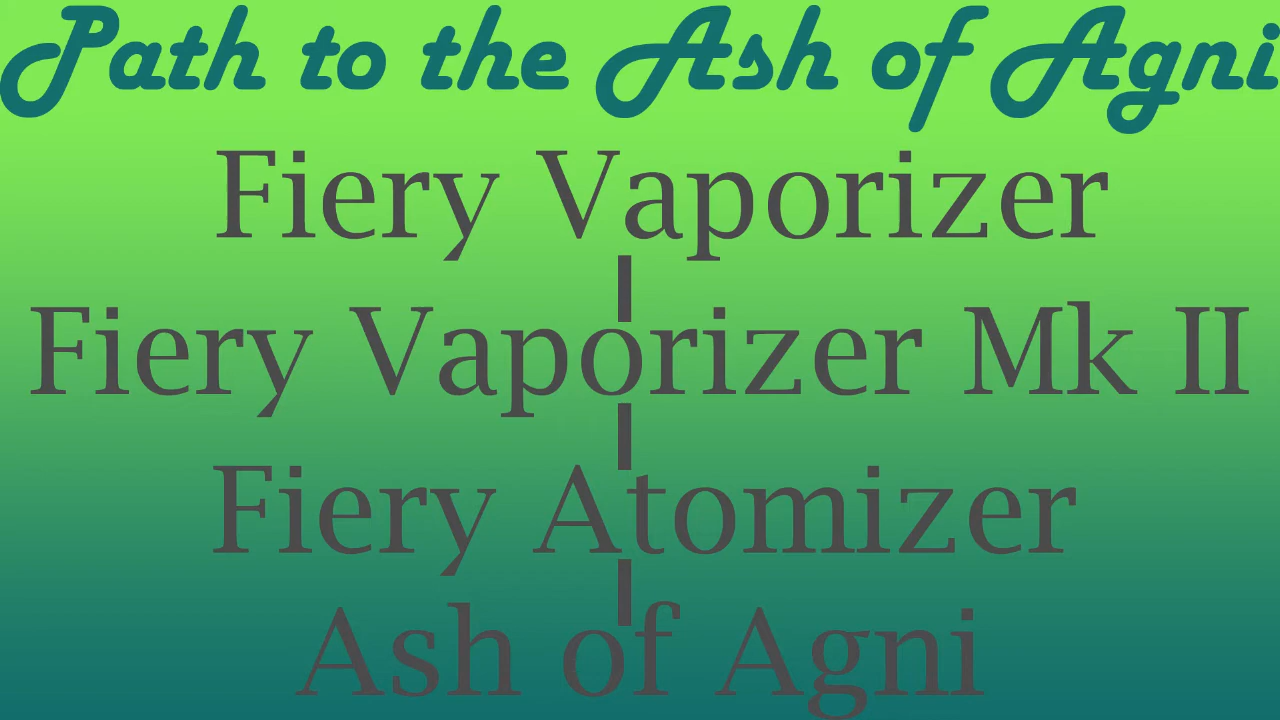 Path to the Ash of Agni
Fiery Vaporizer
Fiery Vaporizer Mk II
Fiery Atomizer
Ash of Agni